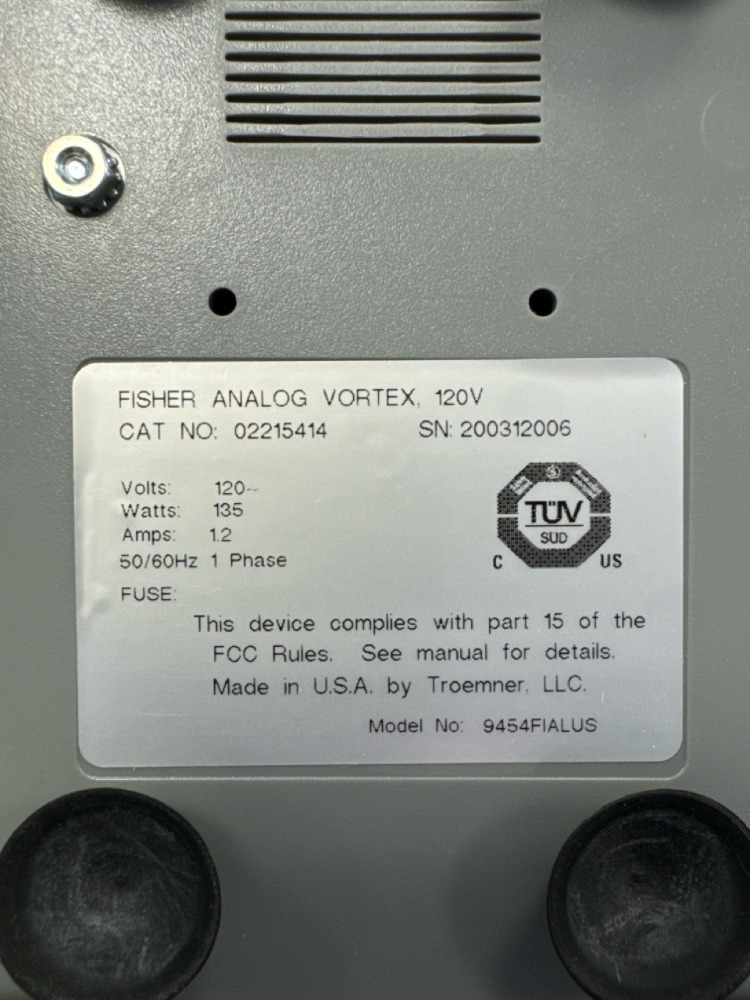 FISHER ANALOG VORTEX, 120V
CAT NO: 02215414 SN: 200312006
Volts: 120~
Watts: 135
Amps: 1.2
50/60Hz 1 Phase
FUSE:
TÜV
SÜD
C US
This device complies with part 15 of the
FCC Rules. See manual for details.
Made in U.S.A. by Troemner, LLC.
Model No: 9454FIALUS